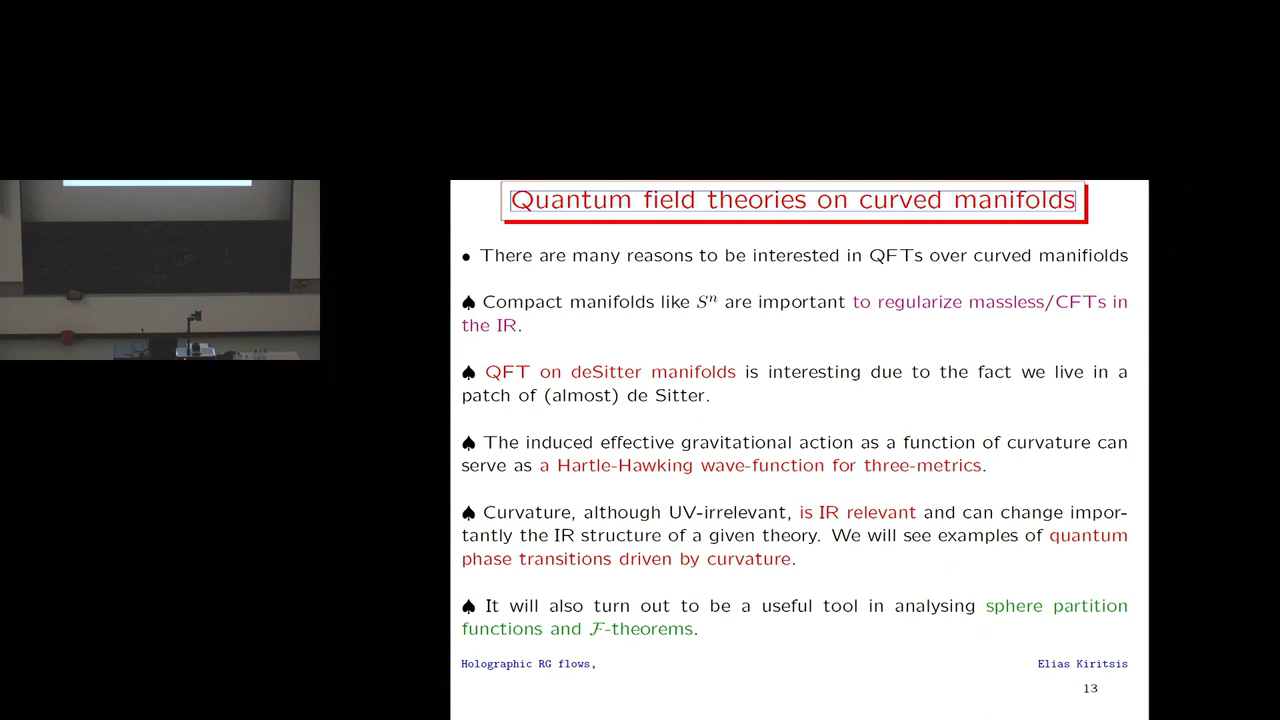 Quantum field theories on curved manifolds
• There are many reasons to be interested in QFTs over curved manifiolds
♠ Compact manifolds like Sⁿ are important to regularize massless/CFTs in
the IR.
♠ QFT on deSitter manifolds is interesting due to the fact we live in a
patch of (almost) de Sitter.
♠ The induced effective gravitational action as a function of curvature can
serve as a Hartle-Hawking wave-function for three-metrics.
♠ Curvature, although UV-irrelevant, is IR relevant and can change impor-
tantly the IR structure of a given theory. We will see examples of quantum
phase transitions driven by curvature.
♠ It will also turn out to be a useful tool in analysing sphere partition
functions and ℱ-theorems.
Holographic RG flows, Elias Kiritsis
13